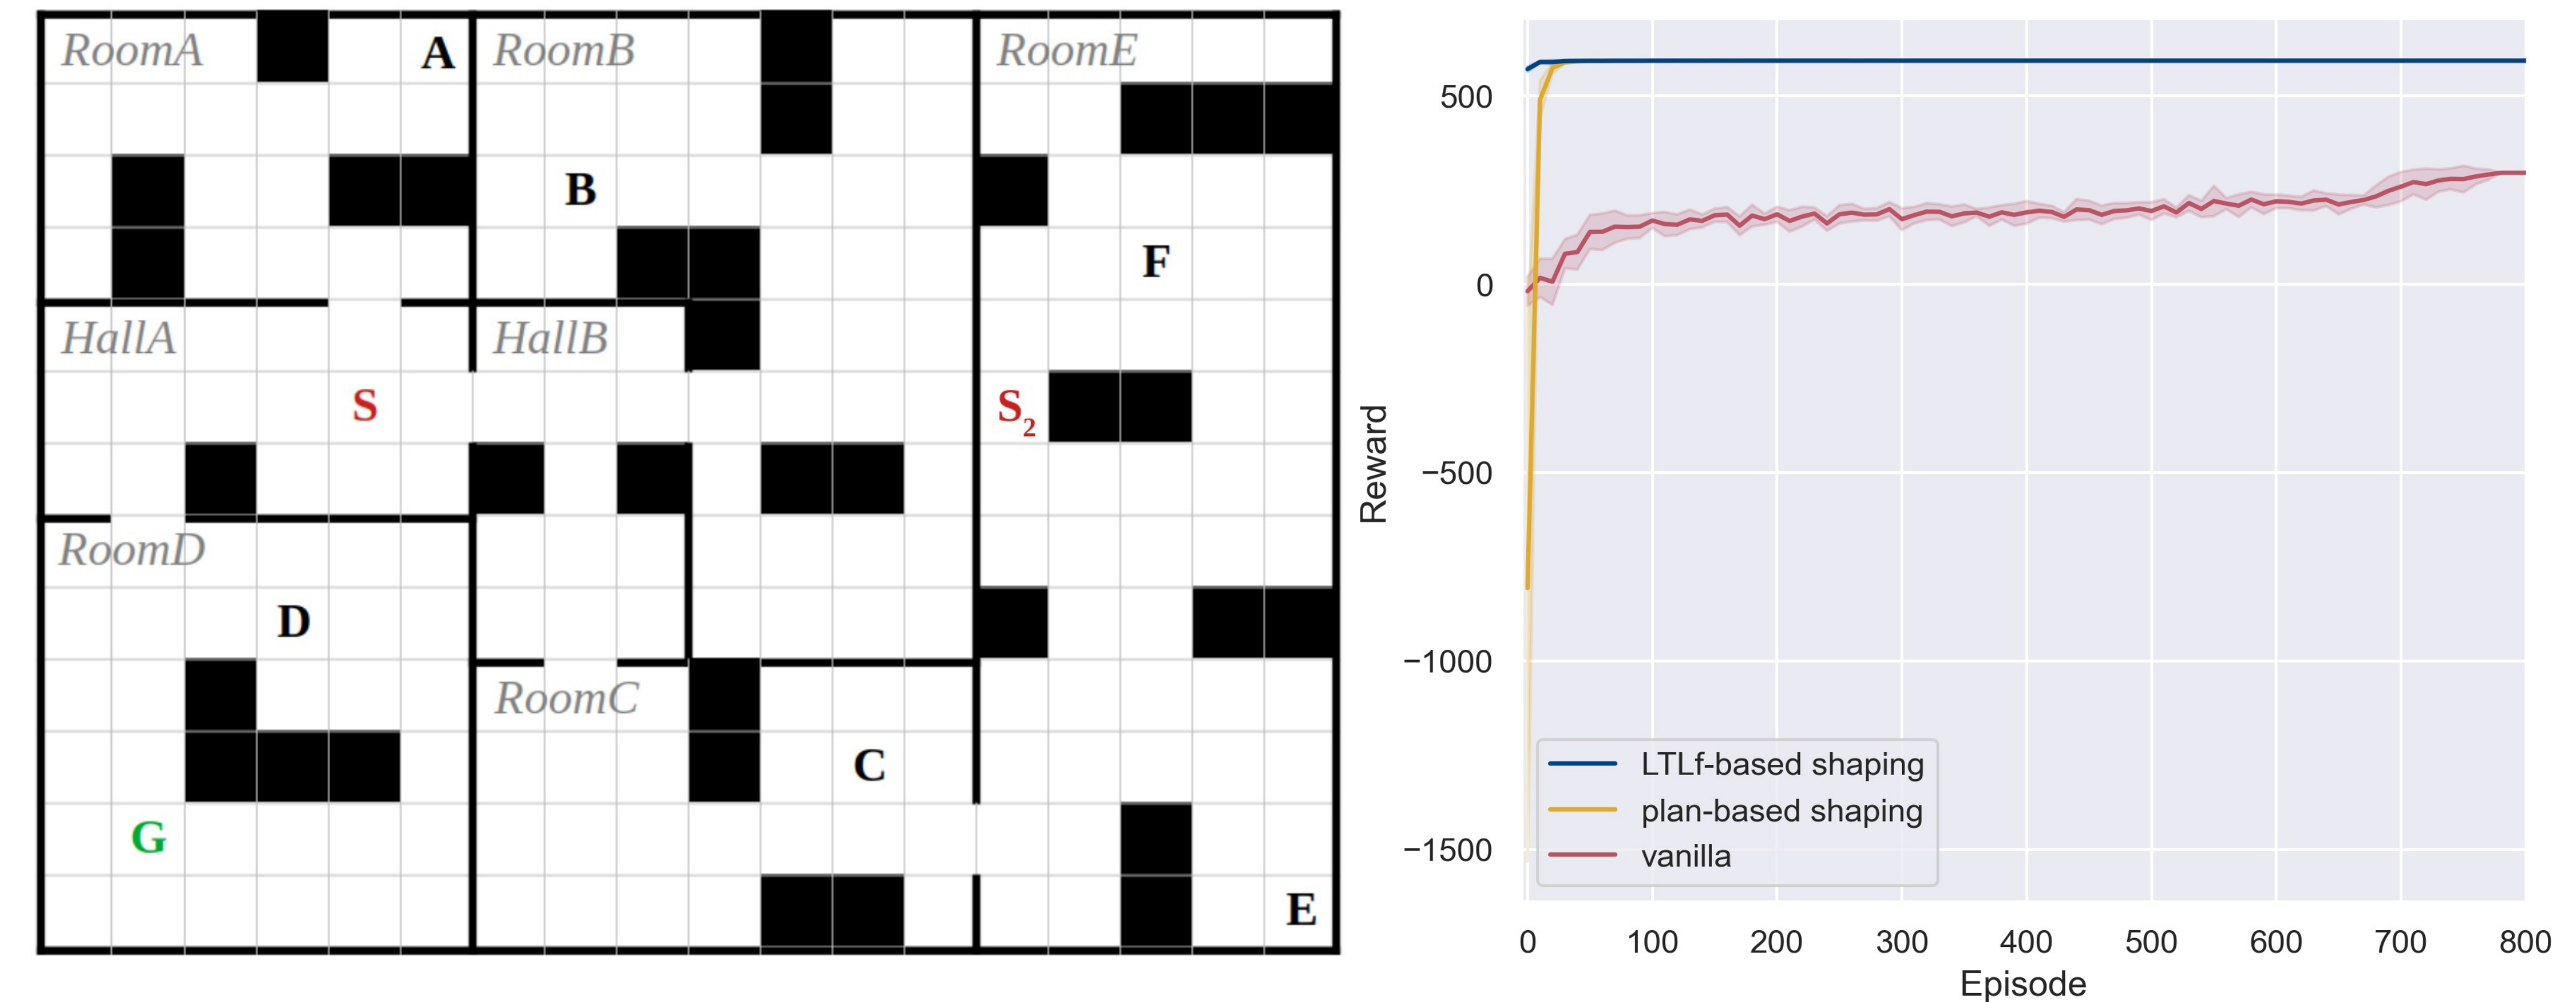 RoomA
A
RoomB
RoomE
B
F
HallA
HallB
S
S₂
RoomD
D
RoomC
C
G
E
Reward
500
0
−500
−1000
−1500
LTLf-based shaping
plan-based shaping
vanilla
0 100 200 300 400 500 600 700 800
Episode